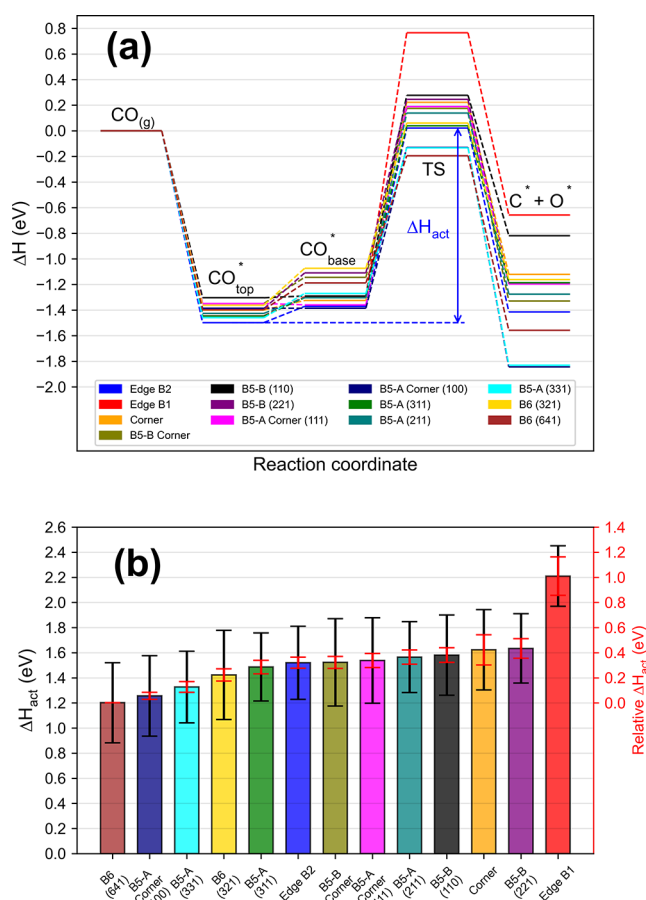 (a)
0.8
0.6
0.4
0.2
0.0
−0.2
−0.4
−0.6
−0.8
−1.0
−1.2
−1.4
−1.6
−1.8
−2.0
ΔH (eV)
CO(g)
CO*top
CO*base
TS
ΔHact
C* + O*
Edge B2
Edge B1
Corner
B5-B Corner
B5-B (110)
B5-B (221)
B5-A Corner (111)
B5-A Corner (100)
B5-A (311)
B5-A (211)
B5-A (331)
B6 (321)
B6 (641)
Reaction coordinate
(b)
2.6
2.4
2.2
2.0
1.8
1.6
1.4
1.2
1.0
0.8
0.6
0.4
0.2
0.0
ΔHact (eV)
1.4
1.2
1.0
0.8
0.6
0.4
0.2
0.0
Relative ΔHact (eV)
B6
(641)
B5-A
Corner
B5-A
(331)
B6
(321)
B5-A
(311)
Edge B2
B5-B
Corner
B5-A
Corner
B5-A
(211)
B5-B
(110)
Corner
B5-B
(221)
Edge B1